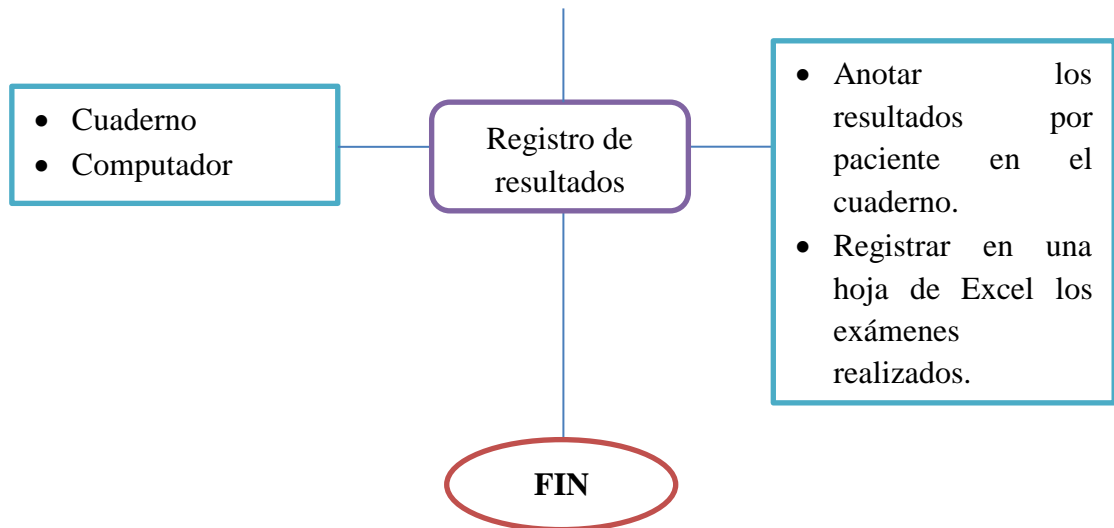 • Cuaderno
• Computador
Registro de
resultados
• Anotar los
resultados por
paciente en el
cuaderno.
• Registrar en una
hoja de Excel los
exámenes
realizados.
FIN